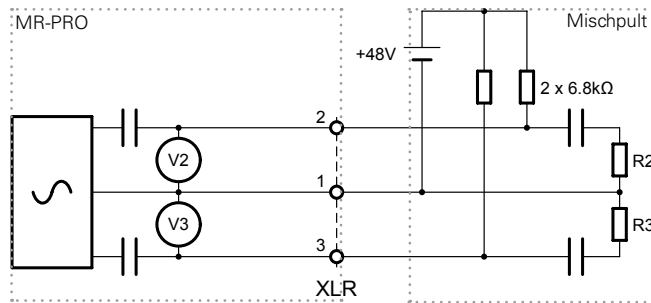 MR-PRO
Mischpult
+48V
2 x 6.8kΩ
2
V2
R2
1
V3
R3
3
XLR